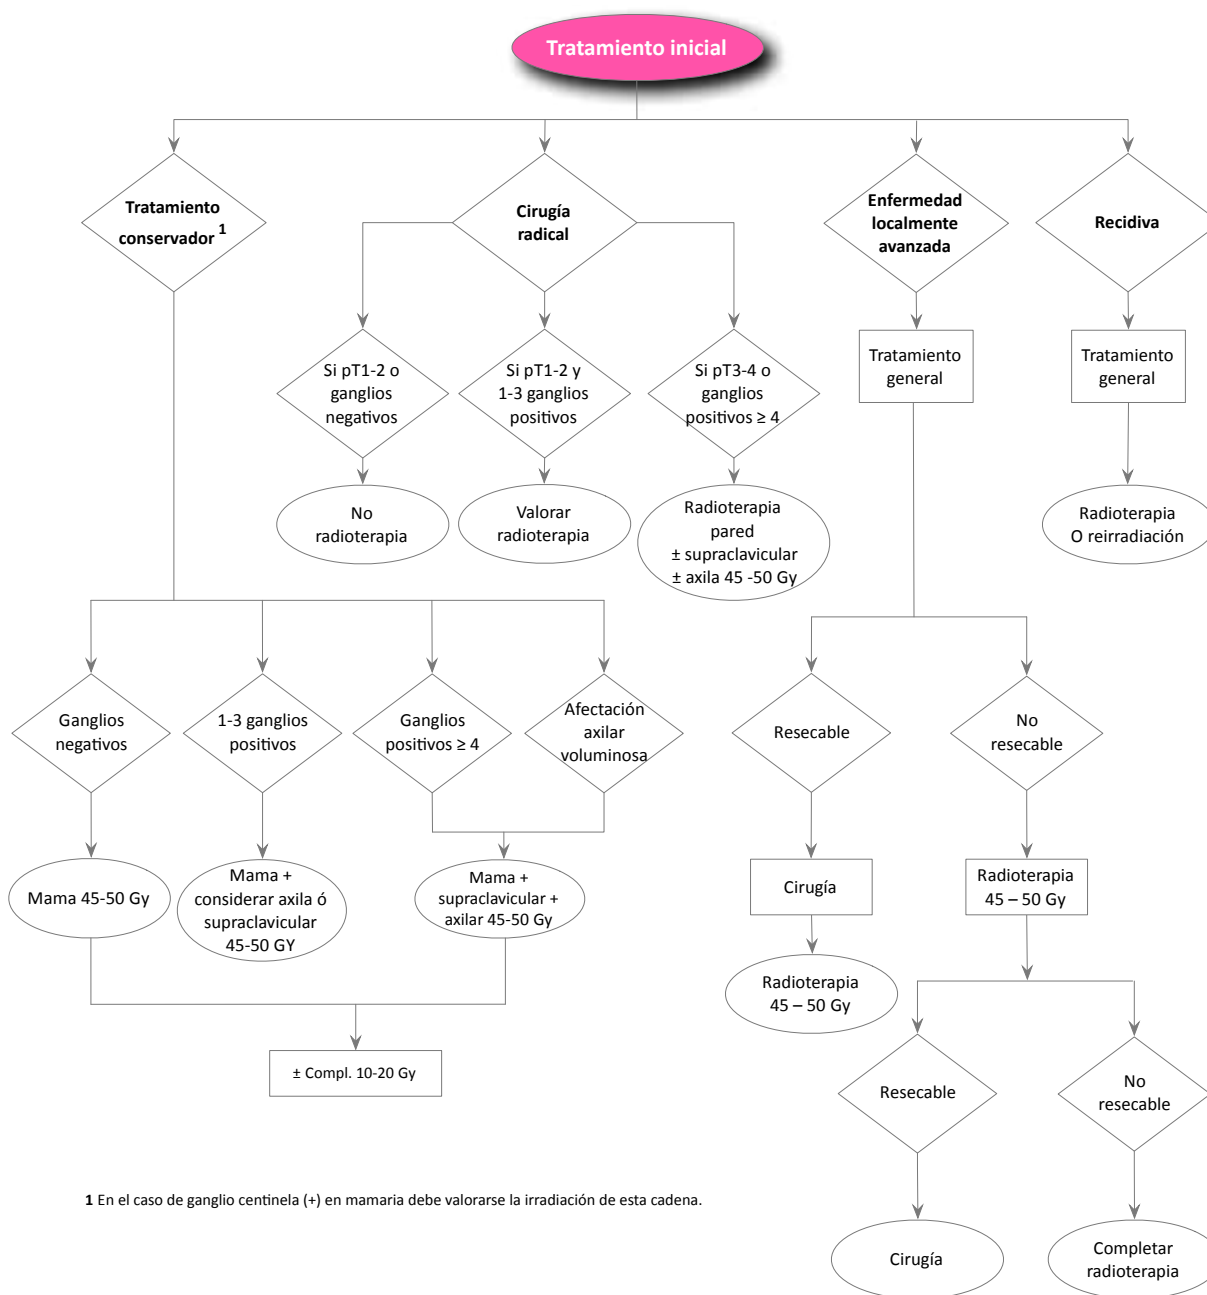 Tratamiento inicial
Tratamiento
conservador 1
Cirugía
radical
Enfermedad
localmente
avanzada
Recidiva
Si pT1-2 o
ganglios
negativos
Si pT1-2 y
1-3 ganglios
positivos
Si pT3-4 o
ganglios
positivos ≥ 4
Tratamiento
general
Tratamiento
general
No
radioterapia
Valorar
radioterapia
Radioterapia
pared
± supraclavicular
± axila 45 -50 Gy
Radioterapia
O reirradiación
Ganglios
negativos
1-3 ganglios
positivos
Ganglios
positivos ≥ 4
Afectación
axilar
voluminosa
Resecable
No
resecable
Mama 45-50 Gy
Mama +
considerar axila ó
supraclavicular
45-50 GY
Mama +
supraclavicular +
axilar 45-50 Gy
Cirugía
Radioterapia
45 – 50 Gy
Radioterapia
45 – 50 Gy
± Compl. 10-20 Gy
Resecable
No
resecable
1 En el caso de ganglio centinela (+) en mamaria debe valorarse la irradiación de esta cadena.
Cirugía
Completar
radioterapia